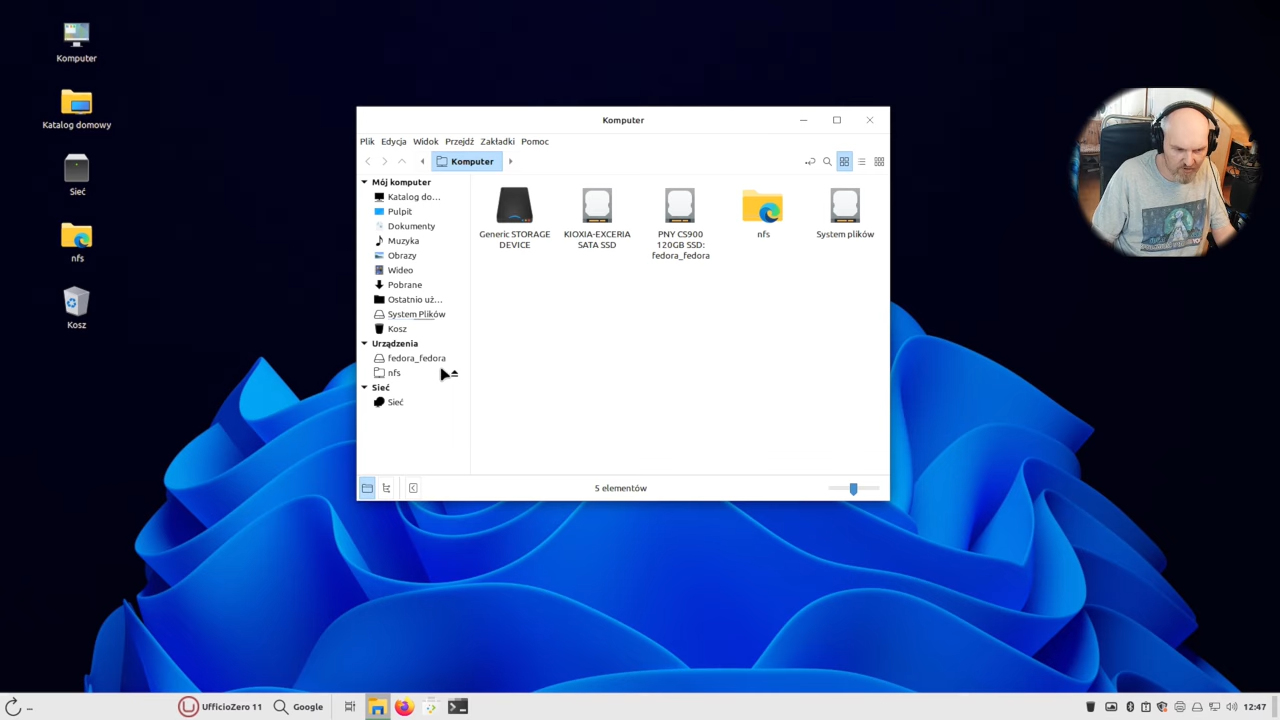 Komputer
Katalog domowy
Sieć
nfs
Kosz
Komputer
Plik Edycja Widok Przejdź Zakładki Pomoc
Komputer
Mój komputer
Katalog do...
Pulpit
Dokumenty
Muzyka
Obrazy
Wideo
Pobrane
Ostatnio uż...
System Plików
Kosz
Urządzenia
fedora_fedora
nfs
Sieć
Sieć
Generic STORAGE
DEVICE
KIOXIA-EXCERIA
SATA SSD
PNY CS900
120GB SSD:
fedora_fedora
nfs
System plików
5 elementów
...
UfficioZero 11
Google
12:47